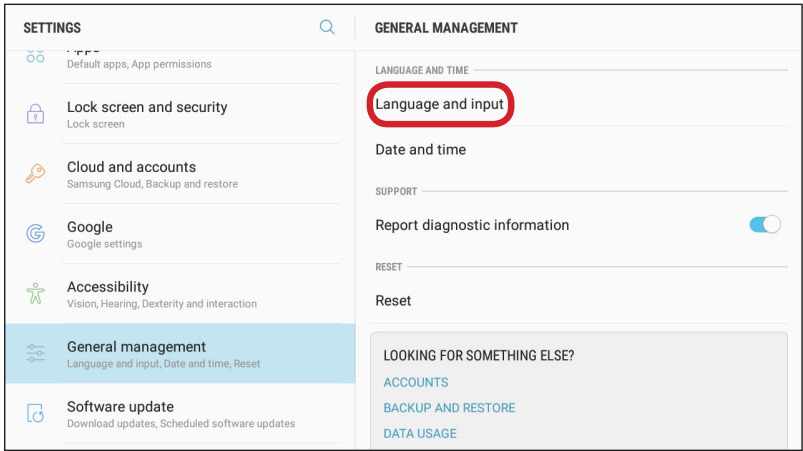 SETTINGS
Apps
Default apps, App permissions
Lock screen and security
Lock screen
Cloud and accounts
Samsung Cloud, Backup and restore
Google
Google settings
Accessibility
Vision, Hearing, Dexterity and interaction
General management
Language and input, Date and time, Reset
Software update
Download updates, Scheduled software updates
GENERAL MANAGEMENT
LANGUAGE AND TIME
Language and input
Date and time
SUPPORT
Report diagnostic information
RESET
Reset
LOOKING FOR SOMETHING ELSE?
ACCOUNTS
BACKUP AND RESTORE
DATA USAGE